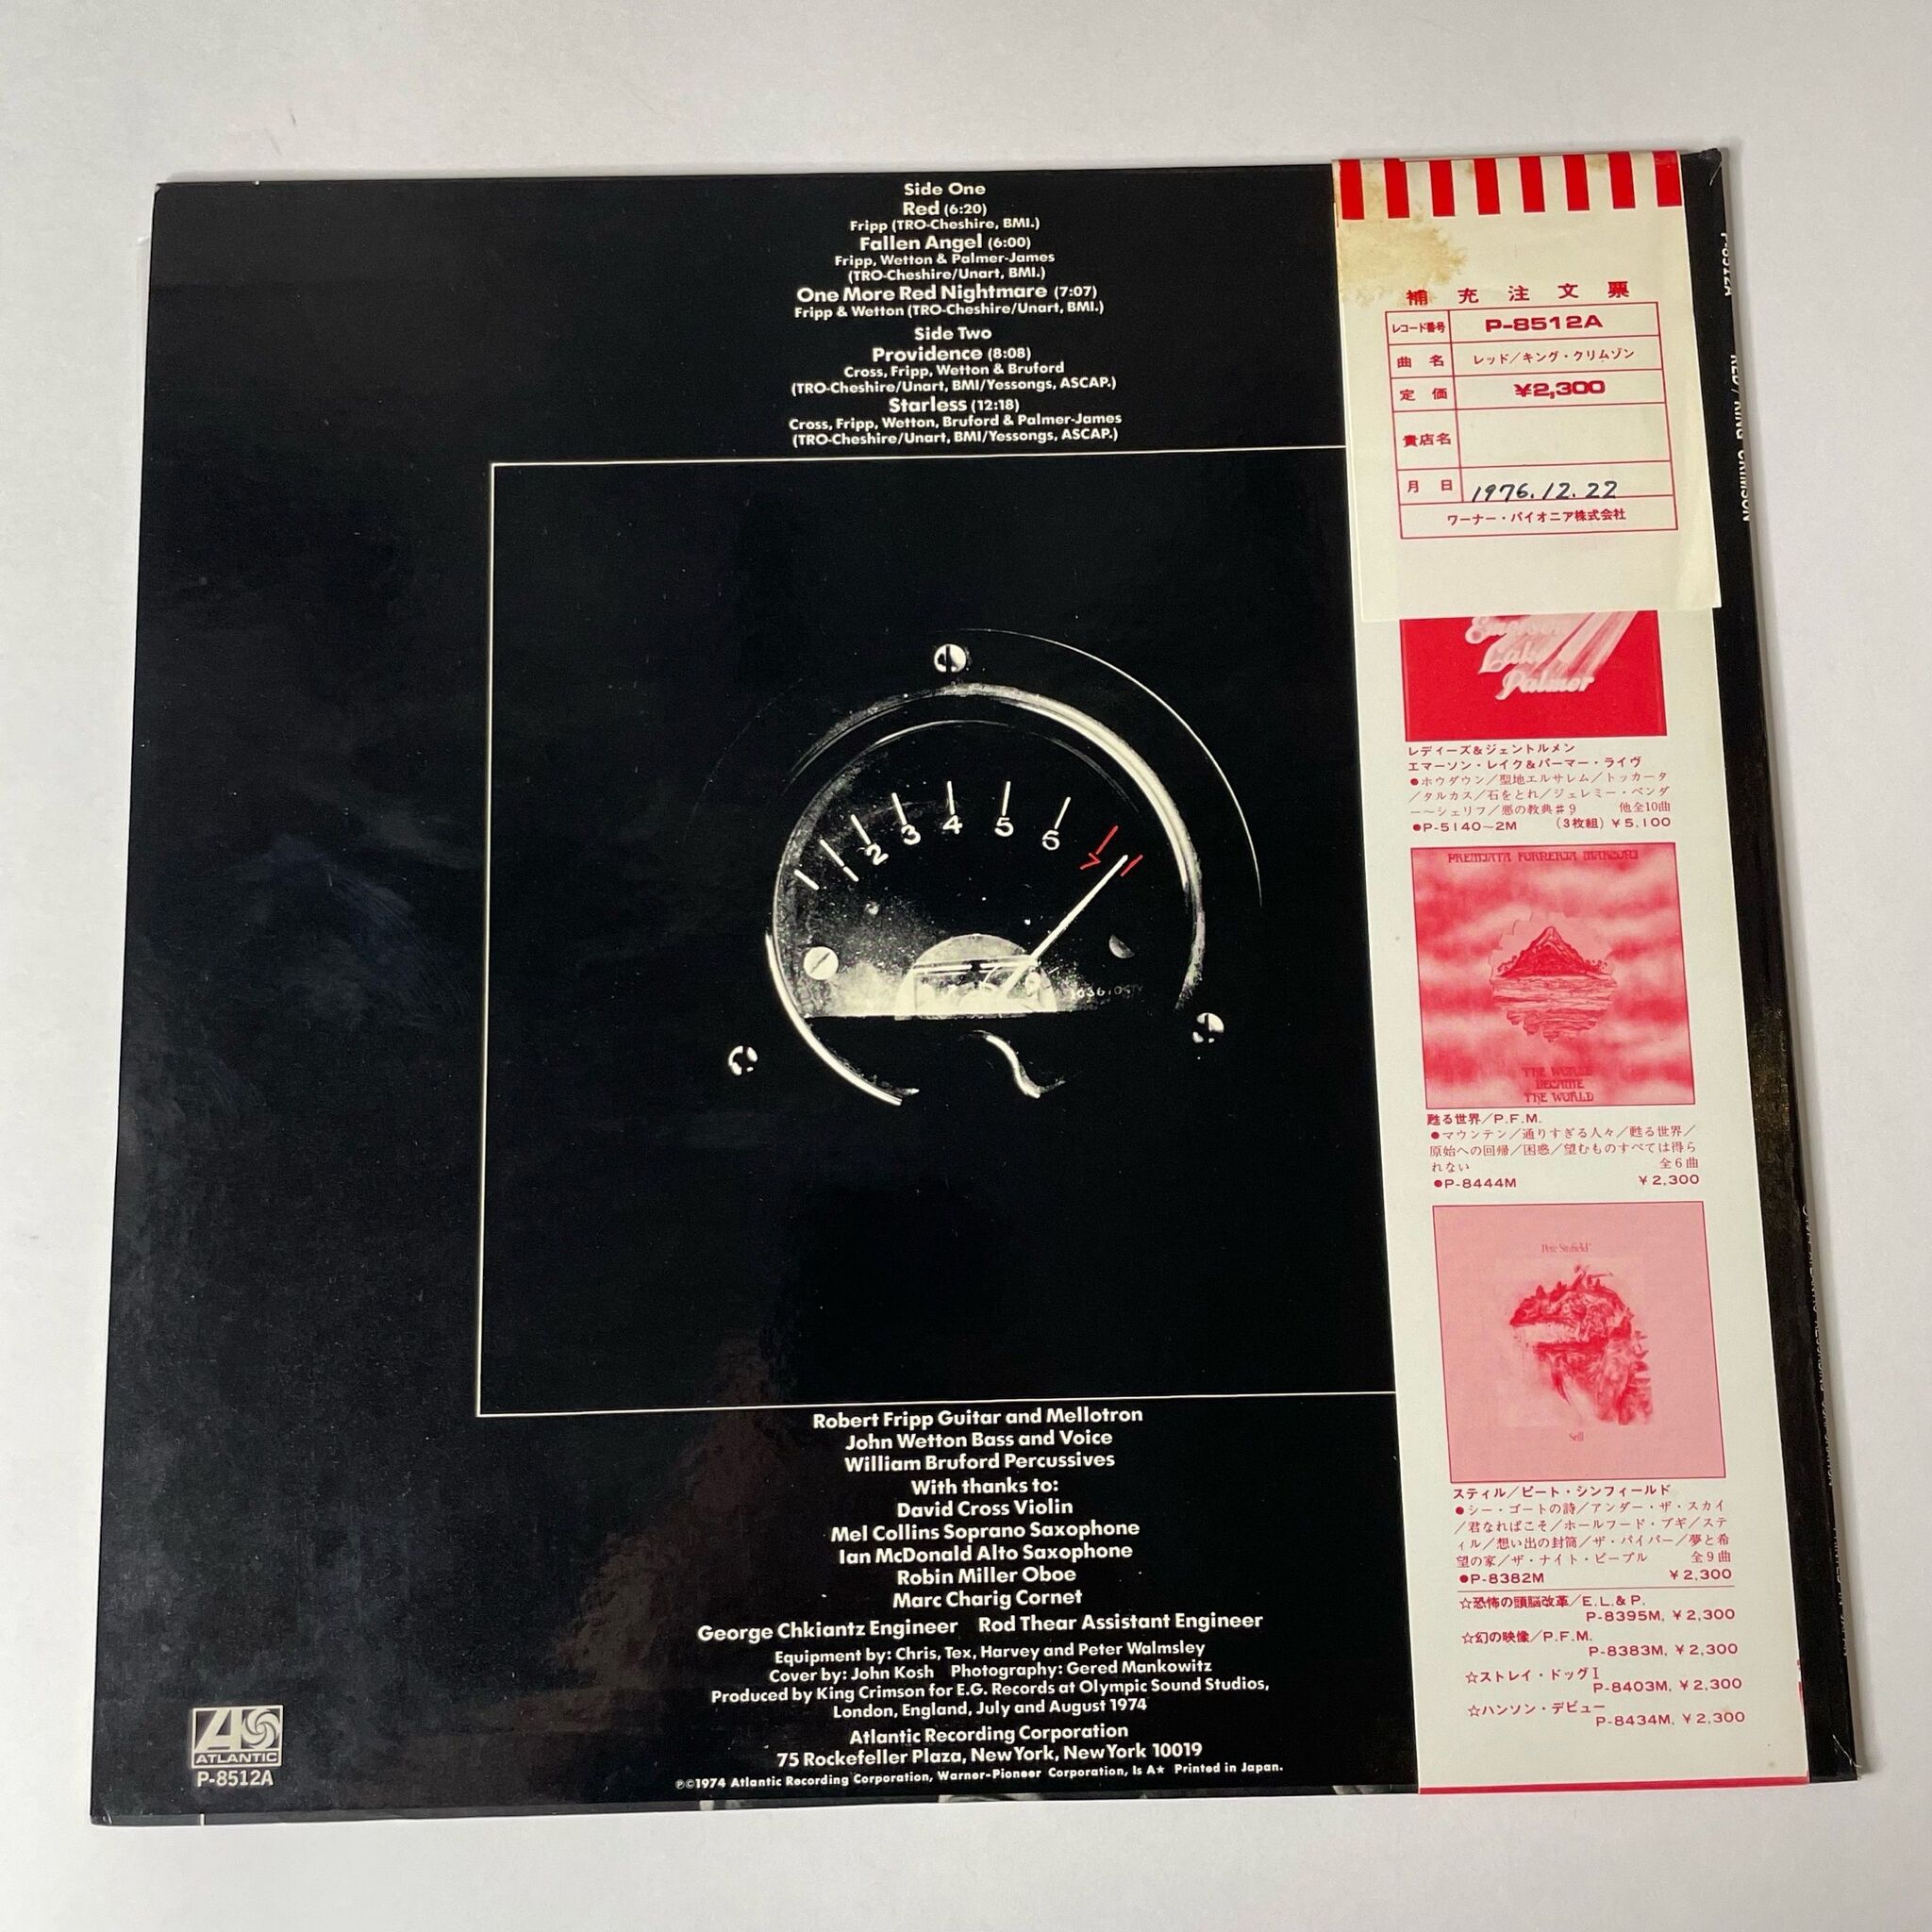 Side One
Red (6:20)
Fripp (TRO-Cheshire, BMI.)
Fallen Angel (6:00)
Fripp, Wetton & Palmer-James
(TRO-Cheshire/Unart, BMI.)
One More Red Nightmare (7:07)
Fripp & Wetton (TRO-Cheshire/Unart, BMI.)
Side Two
Providence (8:08)
Cross, Fripp, Wetton & Bruford
(TRO-Cheshire/Unart, BMI/Yessongs, ASCAP.)
Starless (12:18)
Cross, Fripp, Wetton, Bruford & Palmer-James
(TRO-Cheshire/Unart, BMI/Yessongs, ASCAP.)
2 3 4 5 6 7
Robert Fripp Guitar and Mellotron
John Wetton Bass and Voice
William Bruford Percussives
With thanks to:
David Cross Violin
Mel Collins Soprano Saxophone
Ian McDonald Alto Saxophone
Robin Miller Oboe
Marc Charig Cornet
George Chkiantz Engineer Rod Thear Assistant Engineer
Equipment by: Chris, Tex, Harvey and Peter Walmsley
Cover by: John Kosh Photography: Gered Mankowitz
Produced by King Crimson for E.G. Records at Olympic Sound Studios,
London, England, July and August 1974
Atlantic Recording Corporation
75 Rockefeller Plaza, New York, New York 10019
℗©1974 Atlantic Recording Corporation, Warner-Pioneer Corporation, Is A★ Printed in Japan.
ATLANTIC
P-8512A
補充注文票
レコード番号 P-8512A
曲名 レッド/キング・クリムゾン
定価 ¥2,300
貴店名
月日 1976.12.22
ワーナー・パイオニア株式会社
Emerson
Lake
Palmer
レディーズ&ジェントルメン
エマーソン・レイク&パーマー・ライヴ
●ホウダウン/聖地エルサレム/トッカータ
/タルカス/石をとれ/ジェレミー・ベンダ
ー〜シェリフ/悪の教典#9 他全10曲
●P-5140~2M (3枚組) ¥5,100
PREMIATA FORNERIA MARCONI
THE WORLD
BECAME
THE WORLD
甦る世界/P.F.M.
●マウンテン/通りすぎる人々/甦る世界/
原始への回帰/困惑/望むものすべては得ら
れない 全6曲
●P-8444M ¥2,300
Pete Sinfield
Still
スティル/ピート・シンフィールド
●シー・ゴートの詩/アンダー・ザ・スカイ
/君なればこそ/ホールフード・ブギ/ステ
ィル/想い出の封筒/ザ・パイパー/夢と希
望の家/ザ・ナイト・ピープル 全9曲
●P-8382M ¥2,300
☆恐怖の頭脳改革/E.L.&P.
P-8395M, ¥2,300
☆幻の映像/P.F.M.
P-8383M, ¥2,300
☆ストレイ・ドッグI
P-8403M, ¥2,300
☆ハンソン・デビュー
P-8434M, ¥2,300
P-8512A RED / KING CRIMSON